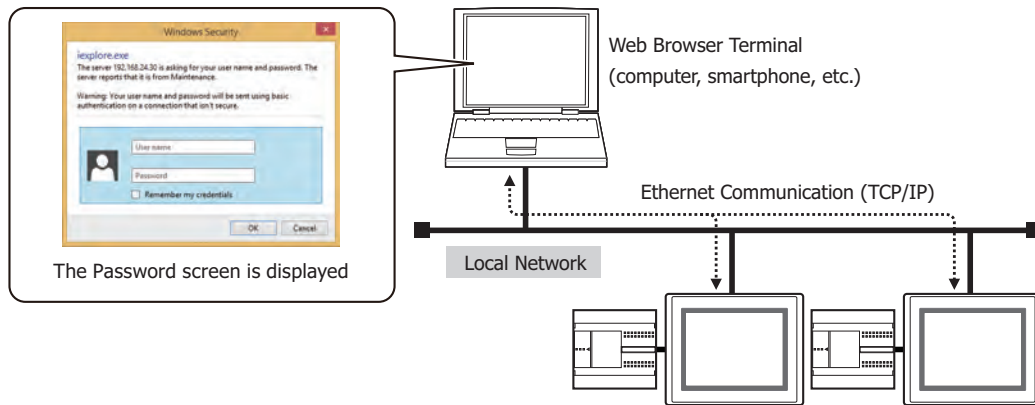 Windows Security
iexplore.exe
The server 192.168.24.30 is asking for your user name and password. The
server reports that it is from Maintenance.
Warning: Your user name and password will be sent using basic
authentication on a connection that isn't secure.
User name
Password
Remember my credentials
OK Cancel
The Password screen is displayed
Web Browser Terminal
(computer, smartphone, etc.)
Ethernet Communication (TCP/IP)
Local Network